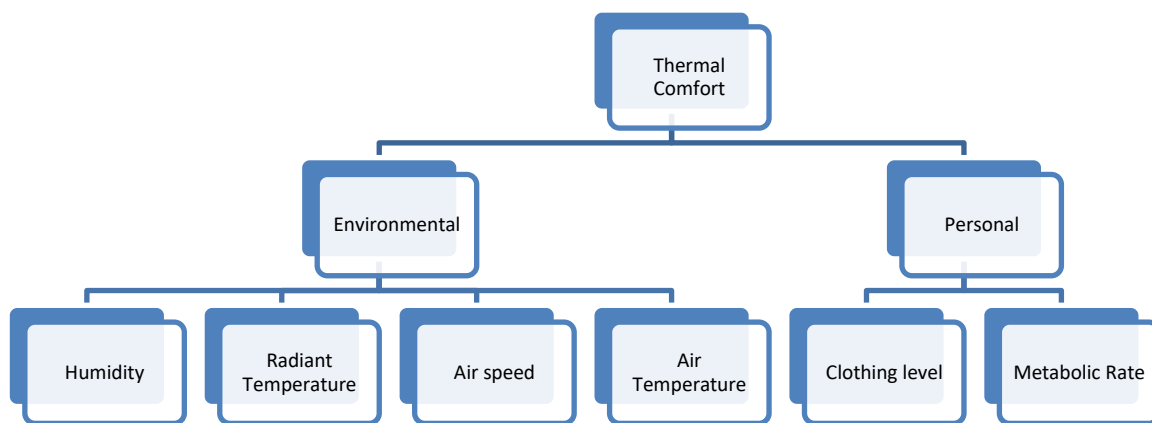 Thermal
Comfort
Environmental
Personal
Humidity
Radiant
Temperature
Air speed
Air
Temperature
Clothing level
Metabolic Rate